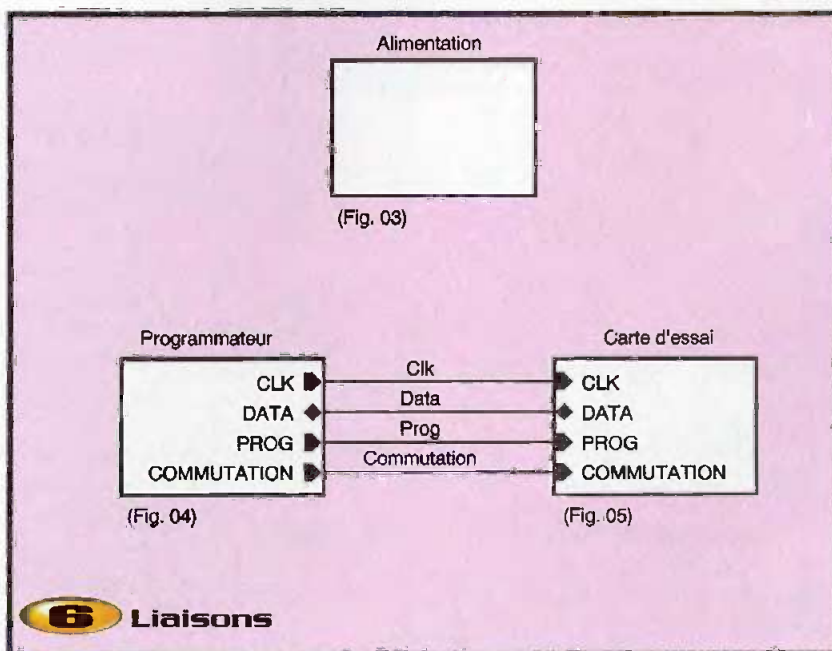 Alimentation
(Fig. 03)
Programmateur
Carte d'essai
CLK
Clk
CLK
DATA
Data
DATA
PROG
Prog
PROG
COMMUTATION
Commutation
COMMUTATION
(Fig. 04)
(Fig. 05)
6 Liaisons